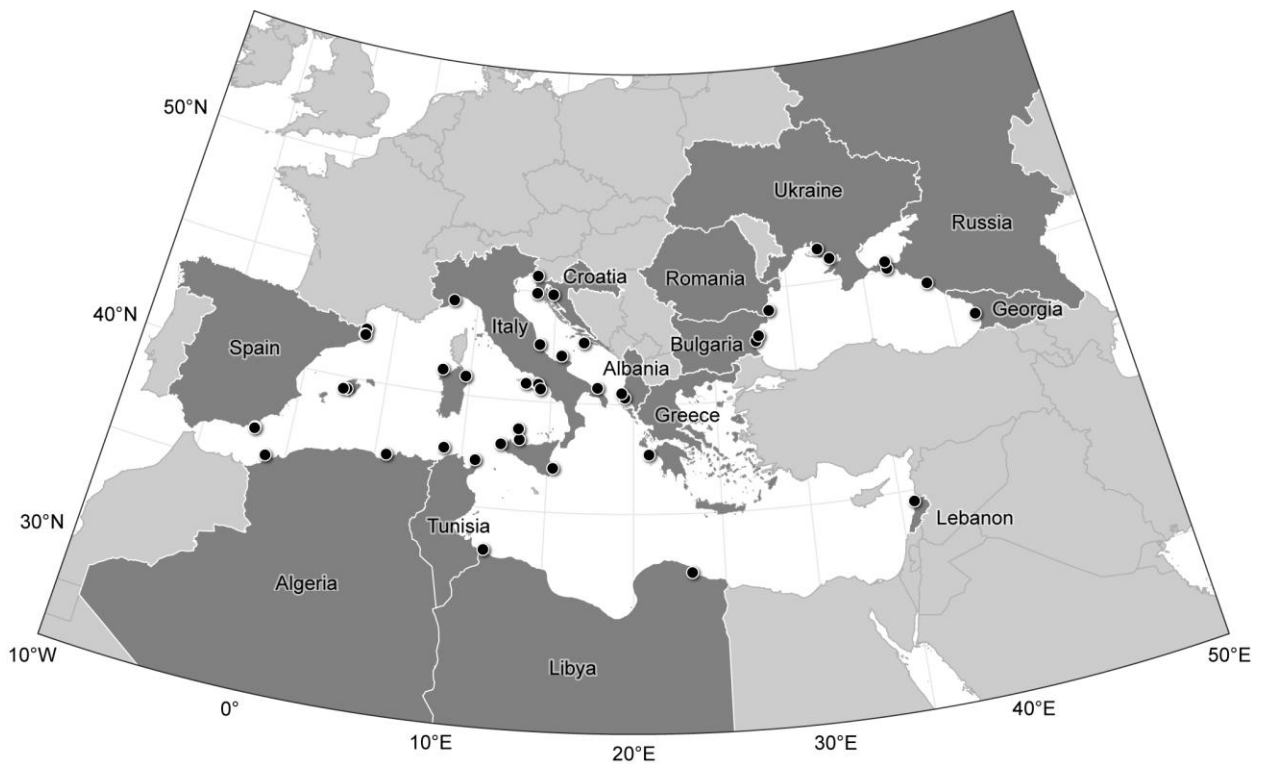 50°N
Ukraine
Russia
Croatia
Romania
40°N
Georgia
Italy
Bulgaria
Spain
Albania
Greece
30°N
Tunisia
Lebanon
Algeria
10°W
50°E
Libya
0°
40°E
10°E
30°E
20°E